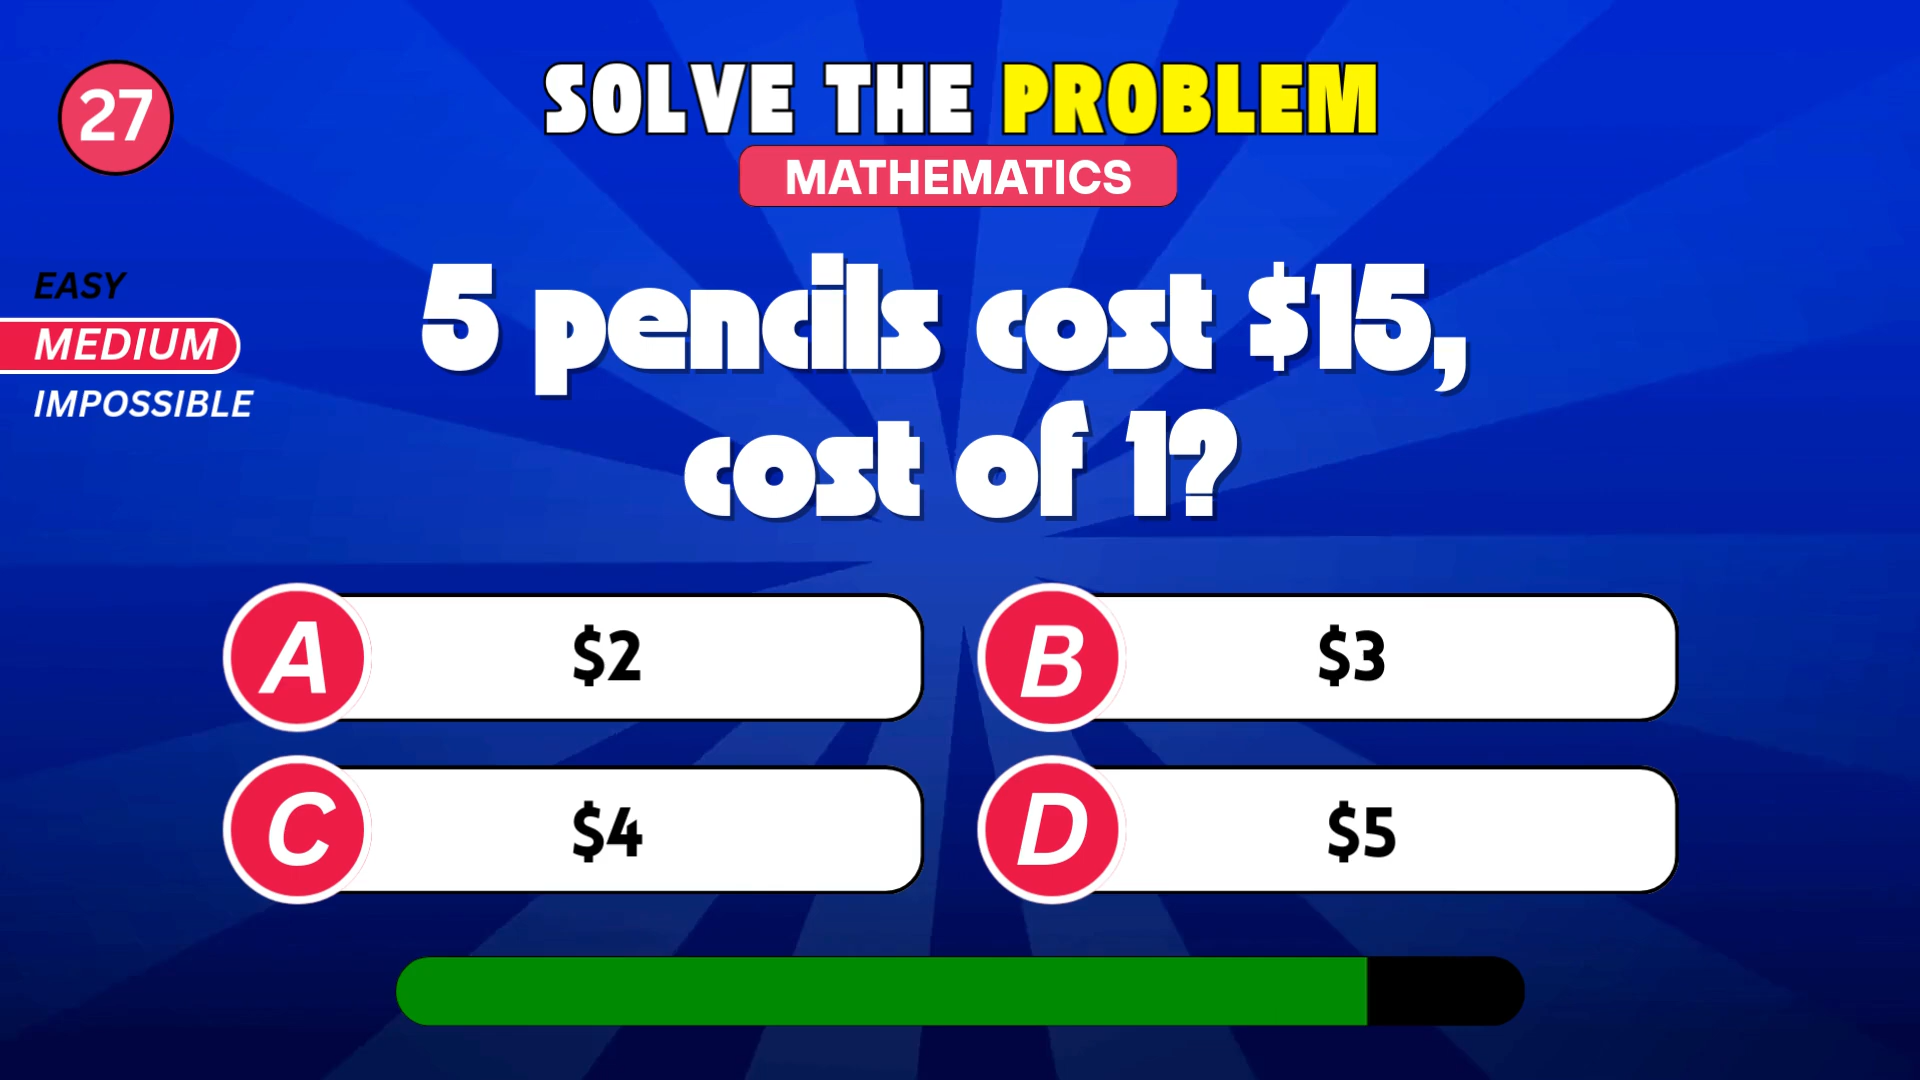 27
SOLVE THE PROBLEM
MATHEMATICS
EASY
MEDIUM
IMPOSSIBLE
5 pencils cost $15,
cost of 1?
A $2
B $3
C $4
D $5